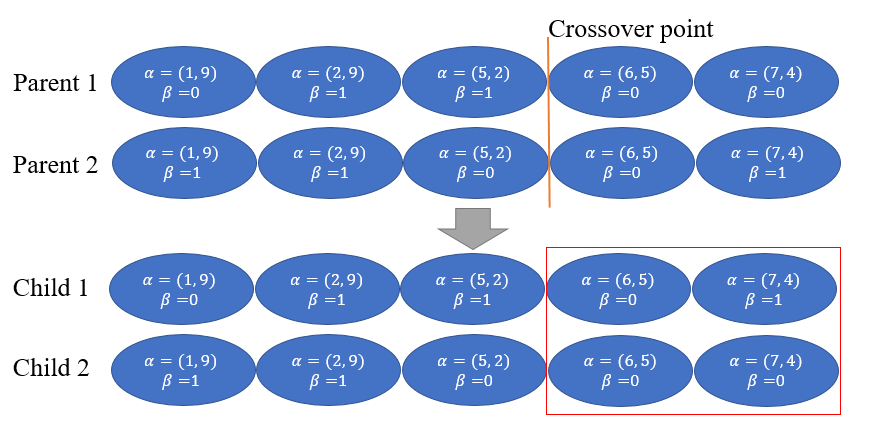 Crossover point
Parent 1
α = (1, 9) α = (2, 9) α = (5, 2) α = (6, 5) α = (7, 4)
β =0 β =1 β =1 β =0 β =0
Parent 2
α = (1, 9) α = (2, 9) α = (5, 2) α = (6, 5) α = (7, 4)
β =1 β =1 β =0 β =0 β =1
Child 1
α = (1, 9) α = (2, 9) α = (5, 2) α = (6, 5) α = (7, 4)
β =0 β =1 β =1 β =0 β =1
Child 2
α = (1, 9) α = (2, 9) α = (5, 2) α = (6, 5) α = (7, 4)
β =1 β =1 β =0 β =0 β =0